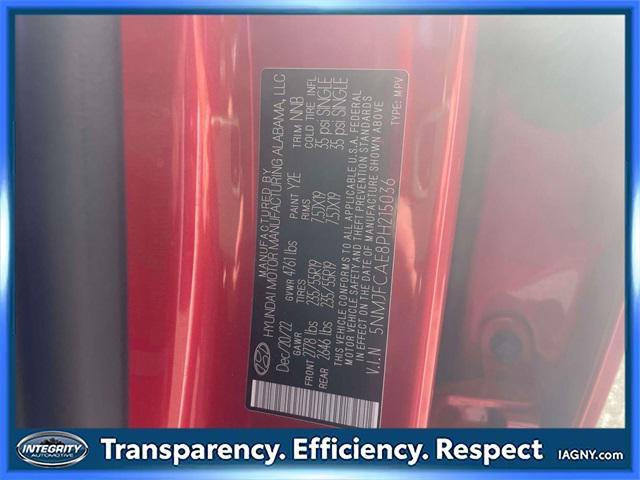 MANUFACTURED BY
HYUNDAI MOTOR MANUFACTURING ALABAMA, LLC
Dec/20/22 GVWR 4761 lbs PAINT Y2E TRIM NNB
GAWR TIRES RIMS COLD TIRE INFL
FRONT 2778 lbs 235/55R19 7.5JX19 35 psi SINGLE
REAR 2646 lbs 235/55R19 7.5JX19 35 psi SINGLE
THIS VEHICLE CONFORMS TO ALL APPLICABLE U.S.A. FEDERAL
MOTOR VEHICLE SAFETY AND THEFT PREVENTION STANDARDS
IN EFFECT ON THE DATE OF MANUFACTURE SHOWN ABOVE
V.I.N 5NMJFCAE8PH215036 TYPE: MPV
INTEGRITY
AUTOMOTIVE
Transparency. Efficiency. Respect
IAGNY.com